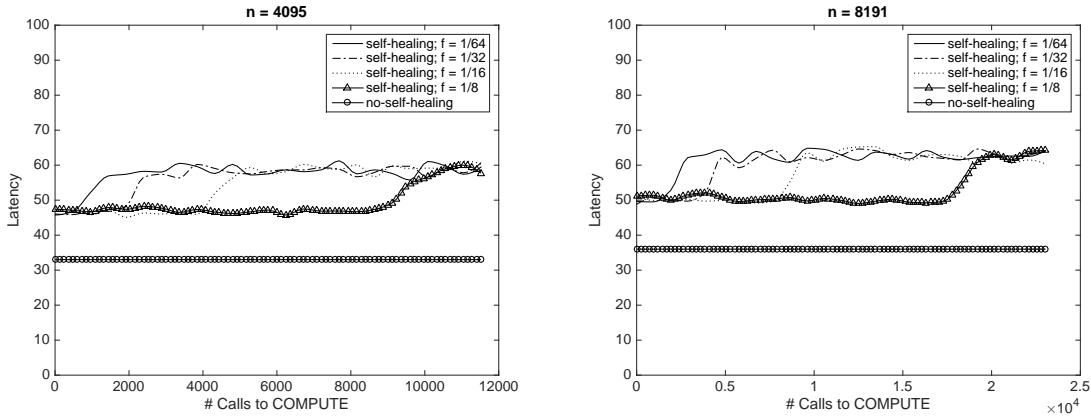 n = 4095
100
90
80
70
60
50
40
30
20
10
0
Latency
self-healing; f = 1/64
self-healing; f = 1/32
self-healing; f = 1/16
self-healing; f = 1/8
no-self-healing
0 2000 4000 6000 8000 10000 12000
# Calls to COMPUTE
n = 8191
100
90
80
70
60
50
40
30
20
10
0
Latency
self-healing; f = 1/64
self-healing; f = 1/32
self-healing; f = 1/16
self-healing; f = 1/8
no-self-healing
0 0.5 1 1.5 2 2.5
# Calls to COMPUTE
×10⁴